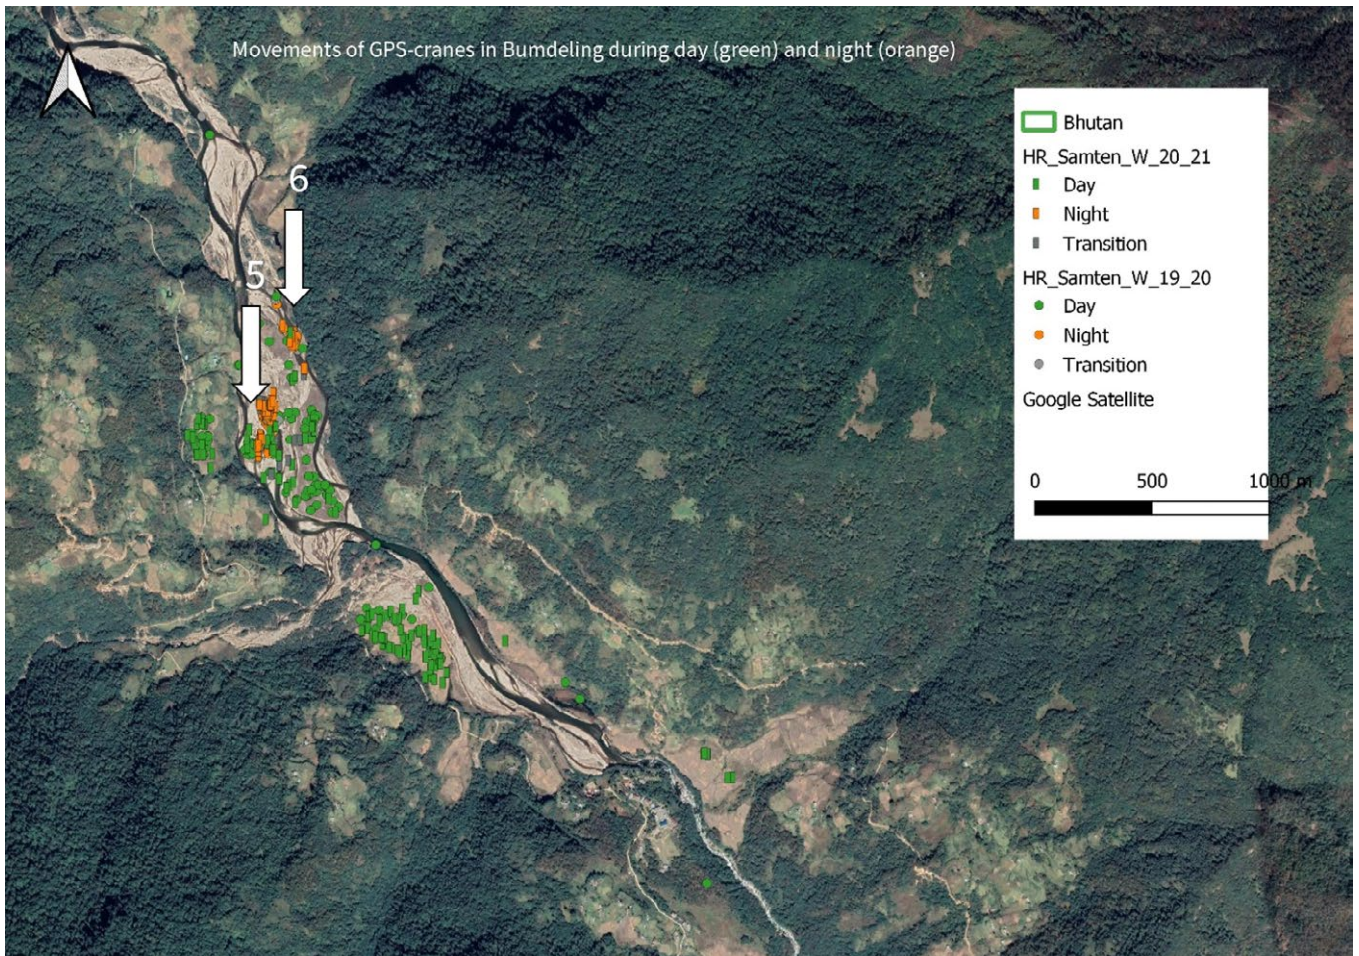 Movements of GPS-cranes in Bumdeling during day (green) and night (orange)
6
5
Bhutan
HR_Samten_W_20_21
Day
Night
Transition
HR_Samten_W_19_20
Day
Night
Transition
Google Satellite
0 500 1000 m